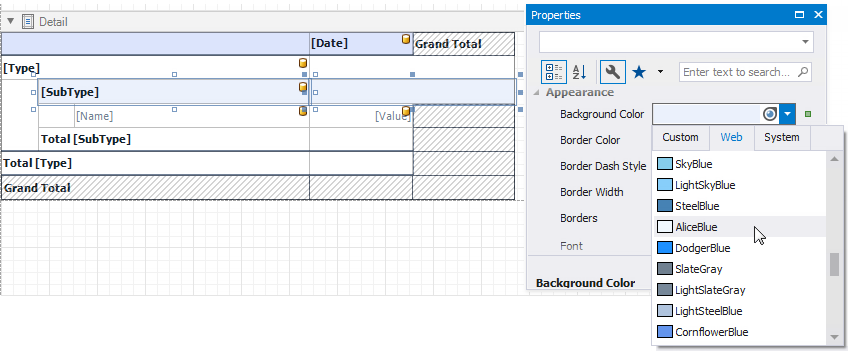 Detail
[Date] Grand Total
[Type]
[SubType]
[Name] [Value]
Total [SubType]
Total [Type]
Grand Total
Properties
Enter text to search...
Appearance
Background Color
Border Color
Border Dash Style
Border Width
Borders
Font
Background Color
Custom Web System
SkyBlue
LightSkyBlue
SteelBlue
AliceBlue
DodgerBlue
SlateGray
LightSlateGray
LightSteelBlue
CornflowerBlue